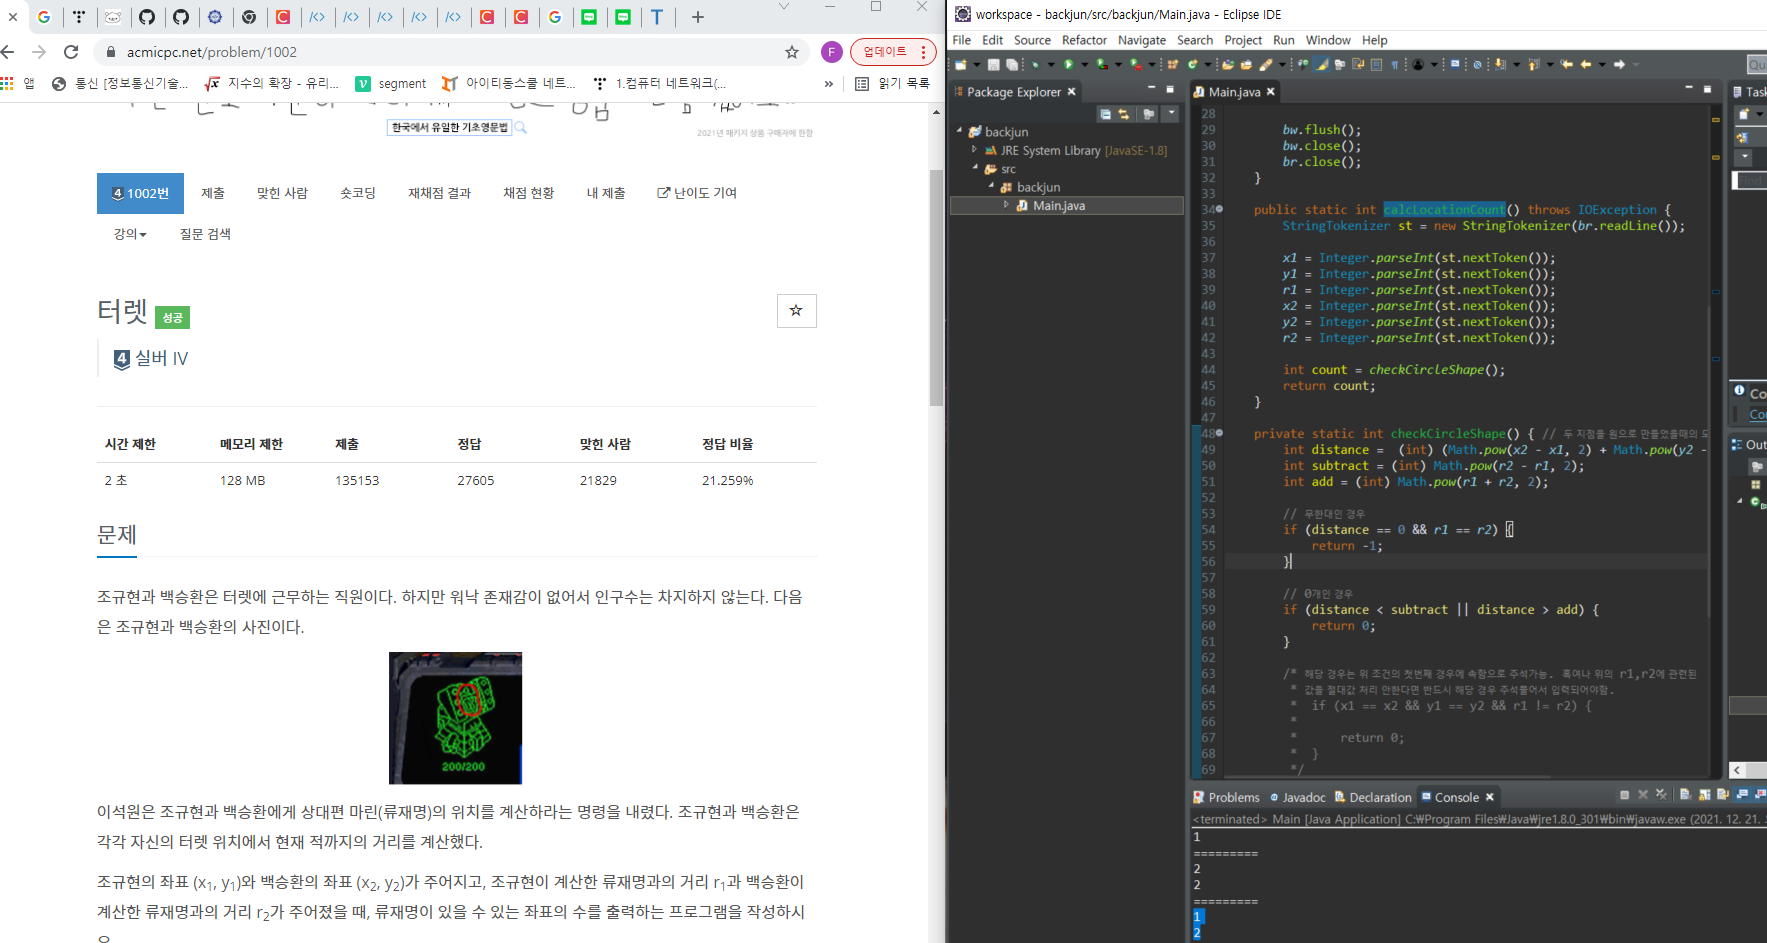 업데이트
acmicpc.net/problem/1002
앱
통신 [정보통신기술...
지수의 확장 - 유리...
segment
아이티동스쿨 네트...
1.컴퓨터 네트워크(...
»
읽기 목록
한국에서 유일한 기초영문법
2021년 패키지 상품 구매자에 한함
1002번
제출
맞힌 사람
숏코딩
재채점 결과
채점 현황
내 제출
난이도 기여
강의
질문 검색
터렛 성공
4 실버 IV
시간 제한 메모리 제한 제출 정답 맞힌 사람 정답 비율
2 초 128 MB 135153 27605 21829 21.259%
문제
조규현과 백승환은 터렛에 근무하는 직원이다. 하지만 워낙 존재감이 없어서 인구수는 차지하지 않는다. 다음
은 조규현과 백승환의 사진이다.
200/200
이석원은 조규현과 백승환에게 상대편 마린(류재명)의 위치를 계산하라는 명령을 내렸다. 조규현과 백승환은
각각 자신의 터렛 위치에서 현재 적까지의 거리를 계산했다.
조규현의 좌표 (x1, y1)와 백승환의 좌표 (x2, y2)가 주어지고, 조규현이 계산한 류재명과의 거리 r1과 백승환이
계산한 류재명과의 거리 r2가 주어졌을 때, 류재명이 있을 수 있는 좌표의 수를 출력하는 프로그램을 작성하시
workspace - backjun/src/backjun/Main.java - Eclipse IDE
File Edit Source Refactor Navigate Search Project Run Window Help
Package Explorer
backjun
JRE System Library [JavaSE-1.8]
src
backjun
Main.java
Main.java
28
29 bw.flush();
30 bw.close();
31 br.close();
32 }
33
34 public static int calcLocationCount() throws IOException {
35 StringTokenizer st = new StringTokenizer(br.readLine());
36
37 x1 = Integer.parseInt(st.nextToken());
38 y1 = Integer.parseInt(st.nextToken());
39 r1 = Integer.parseInt(st.nextToken());
40 x2 = Integer.parseInt(st.nextToken());
41 y2 = Integer.parseInt(st.nextToken());
42 r2 = Integer.parseInt(st.nextToken());
43
44 int count = checkCircleShape();
45 return count;
46 }
47
48 private static int checkCircleShape() { // 두 지점을 원으로 만들었을때의 모
49 int distance = (int) (Math.pow(x2 - x1, 2) + Math.pow(y2 -
50 int subtract = (int) Math.pow(r2 - r1, 2);
51 int add = (int) Math.pow(r1 + r2, 2);
52
53 // 무한대인 경우
54 if (distance == 0 && r1 == r2) {
55 return -1;
56 }
57
58 // 0개인 경우
59 if (distance < subtract || distance > add) {
60 return 0;
61 }
62
63 /* 해당 경우는 위 조건의 첫번째 경우에 속함으로 주석가능. 혹여나 위의 r1,r2에 관련된
64 * 값을 절대값 처리 안한다면 반드시 해당 경우 주석풀어서 입력되어야함.
65 * if (x1 == x2 && y1 == y2 && r1 != r2) {
66 *
67 * return 0;
68 * }
69 */
Problems Javadoc Declaration Console
<terminated> Main [Java Application] C:₩Program Files₩Java₩jre1.8.0_301₩bin₩javaw.exe (2021. 12. 21.
1
=========
2
2
=========
1
2